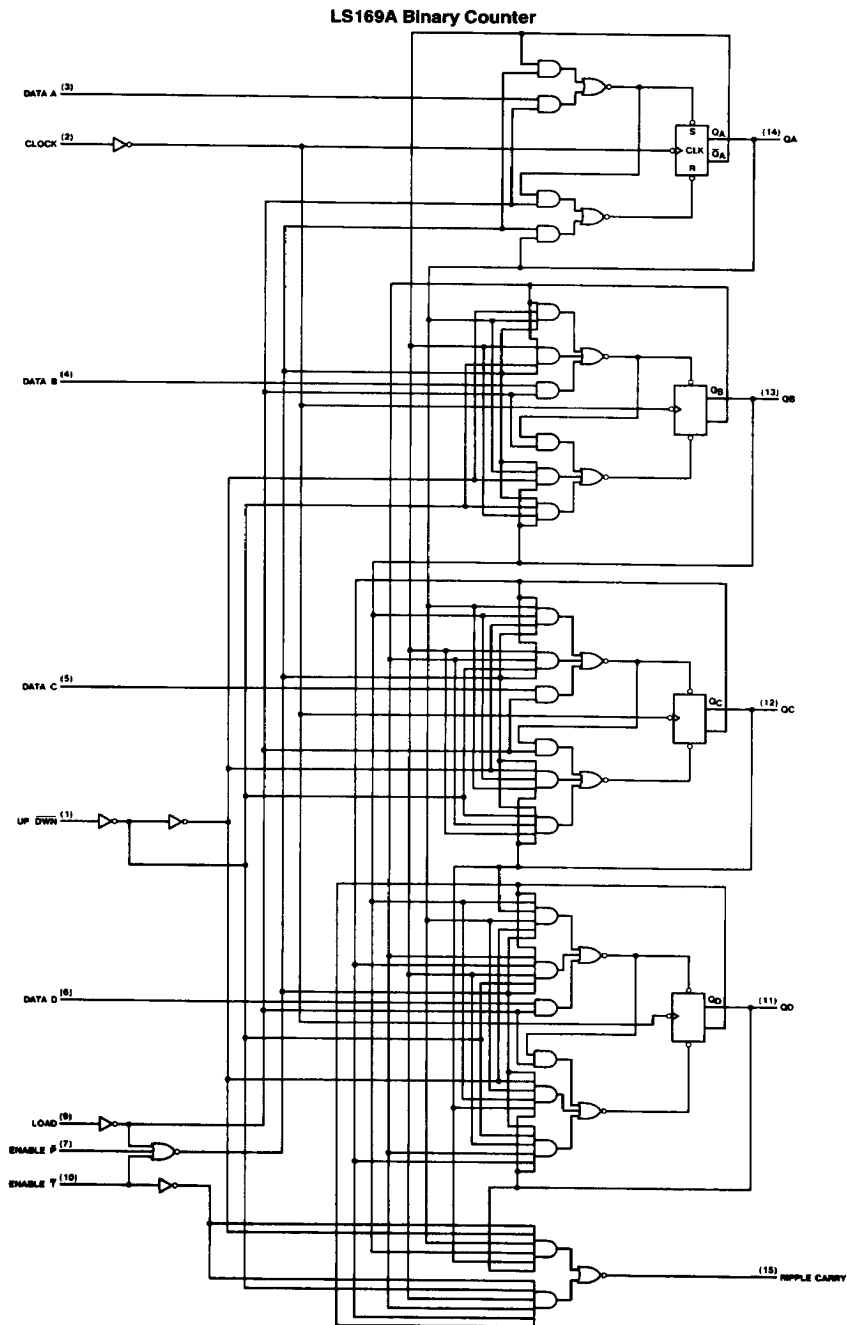 LS169A Binary Counter
DATA A (3)
CLOCK (2)
S QA (14) QA
CLK Q̅A
R
DATA B (4)
QB (13) QB
DATA C (5)
QC (12) QC
UP D̅W̅N̅ (1)
DATA D (6)
QD (11) QD
LOAD (9)
ENABLE P̅ (7)
ENABLE T̅ (10)
(15) RIPPLE CARRY